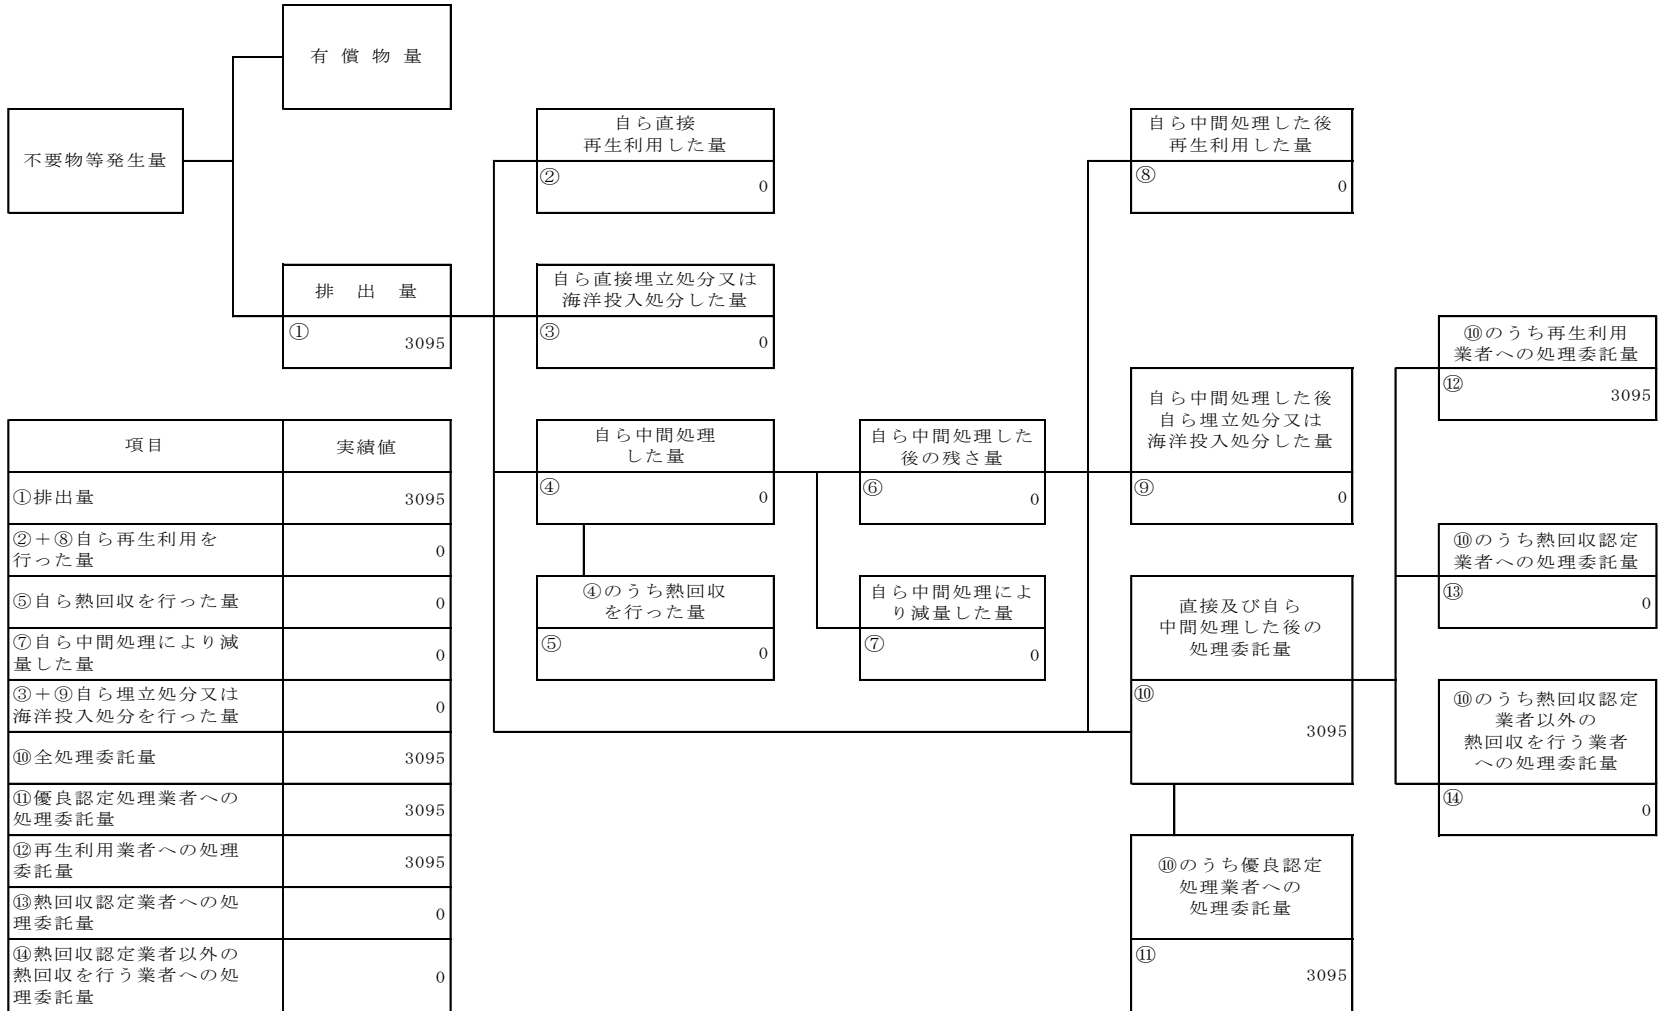 有償物量
不要物等発生量
排出量
①
3095
自ら直接
再生利用した量
②
0
自ら直接埋立処分又は
海洋投入処分した量
③
0
自ら中間処理
した量
④
0
④のうち熱回収
を行った量
⑤
0
自ら中間処理した
後の残さ量
⑥
0
自ら中間処理によ
り減量した量
⑦
0
自ら中間処理した後
再生利用した量
⑧
0
自ら中間処理した後
自ら埋立処分又は
海洋投入処分した量
⑨
0
直接及び自ら
中間処理した後の
処理委託量
⑩
3095
⑩のうち優良認定
処理業者への
処理委託量
⑪
3095
⑩のうち再生利用
業者への処理委託量
⑫
3095
⑩のうち熱回収認定
業者への処理委託量
⑬
0
⑩のうち熱回収認定
業者以外の
熱回収を行う業者
への処理委託量
⑭
0
項目 実績値
①排出量 3095
②＋⑧自ら再生利用を
行った量
0
⑤自ら熱回収を行った量 0
⑦自ら中間処理により減
量した量
0
③＋⑨自ら埋立処分又は
海洋投入処分を行った量
0
⑩全処理委託量 3095
⑪優良認定処理業者への
処理委託量
3095
⑫再生利用業者への処理
委託量
3095
⑬熱回収認定業者への処
理委託量
0
⑭熱回収認定業者以外の
熱回収を行う業者への処
理委託量
0